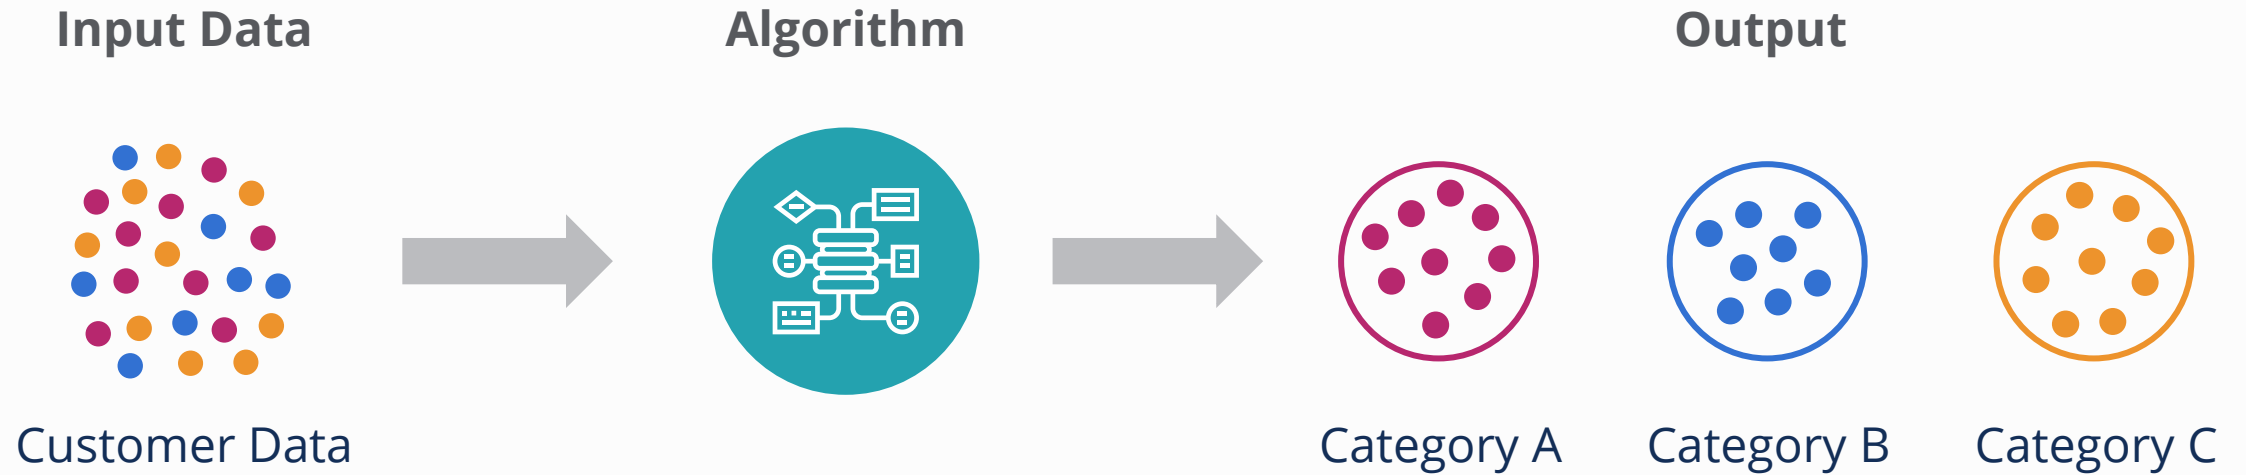 Input Data
Algorithm
Output
Customer Data
Category A
Category B
Category C